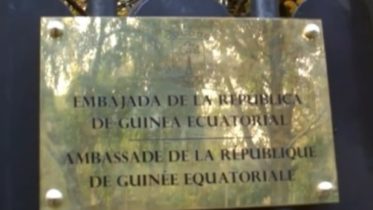 EMBAJADA DE LA REPUBLICA
DE GUINEA ECUATORIAL
AMBASSADE DE LA RÉPUBLIQUE
DE GUINÉE EQUATORIALE